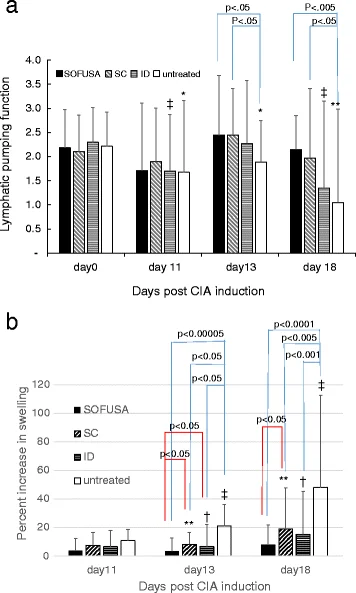 a
p<.05
P<.005
P<.05
p<.05
4.0
SOFUSA SC ID untreated
‡
**
3.5
‡
*
3.0
*
2.5
2.0
1.5
1.0
0.5
-
Lymphatic pumping function
day0 day 11 day13 day 18
Days post CIA induction
b
p<0.0001
p<0.00005
p<0.005
p<0.05
p<0.001
120
‡
p<0.05
100
SOFUSA
p<0.05
80
SC
p<0.05
p<0.05
60
ID
** †
40
untreated
** † ‡
20
0
Percent increase in swelling
day11 day13 day18
Days post CIA induction